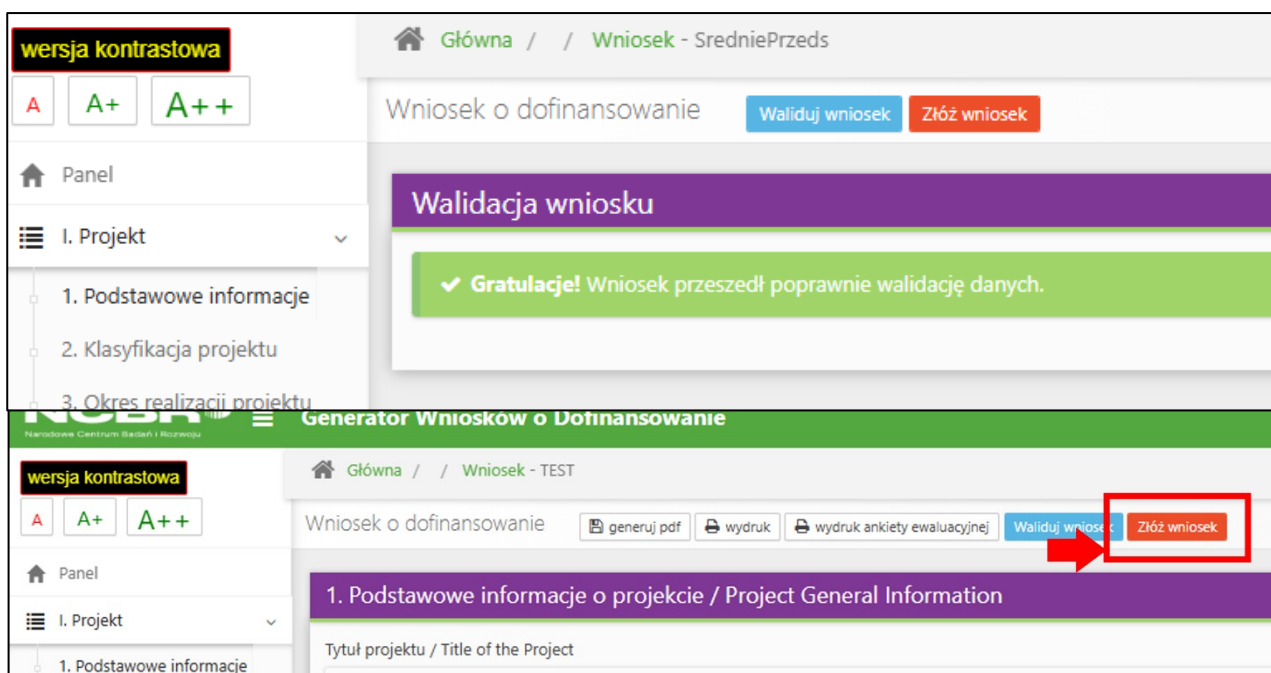 wersja kontrastowa
A A+ A++
Panel
I. Projekt
1. Podstawowe informacje
2. Klasyfikacja projektu
3. Okres realizacji projektu
Główna / / Wniosek - SredniePrzeds
Wniosek o dofinansowanie Waliduj wniosek Złóż wniosek
Walidacja wniosku
Gratulacje! Wniosek przeszedł poprawnie walidację danych.
NCBR
Narodowe Centrum Badań i Rozwoju
Generator Wniosków o Dofinansowanie
wersja kontrastowa
A A+ A++
Panel
I. Projekt
1. Podstawowe informacje
Główna / / Wniosek - TEST
Wniosek o dofinansowanie generuj pdf wydruk wydruk ankiety ewaluacyjnej Waliduj wniosek Złóż wniosek
1. Podstawowe informacje o projekcie / Project General Information
Tytuł projektu / Title of the Project